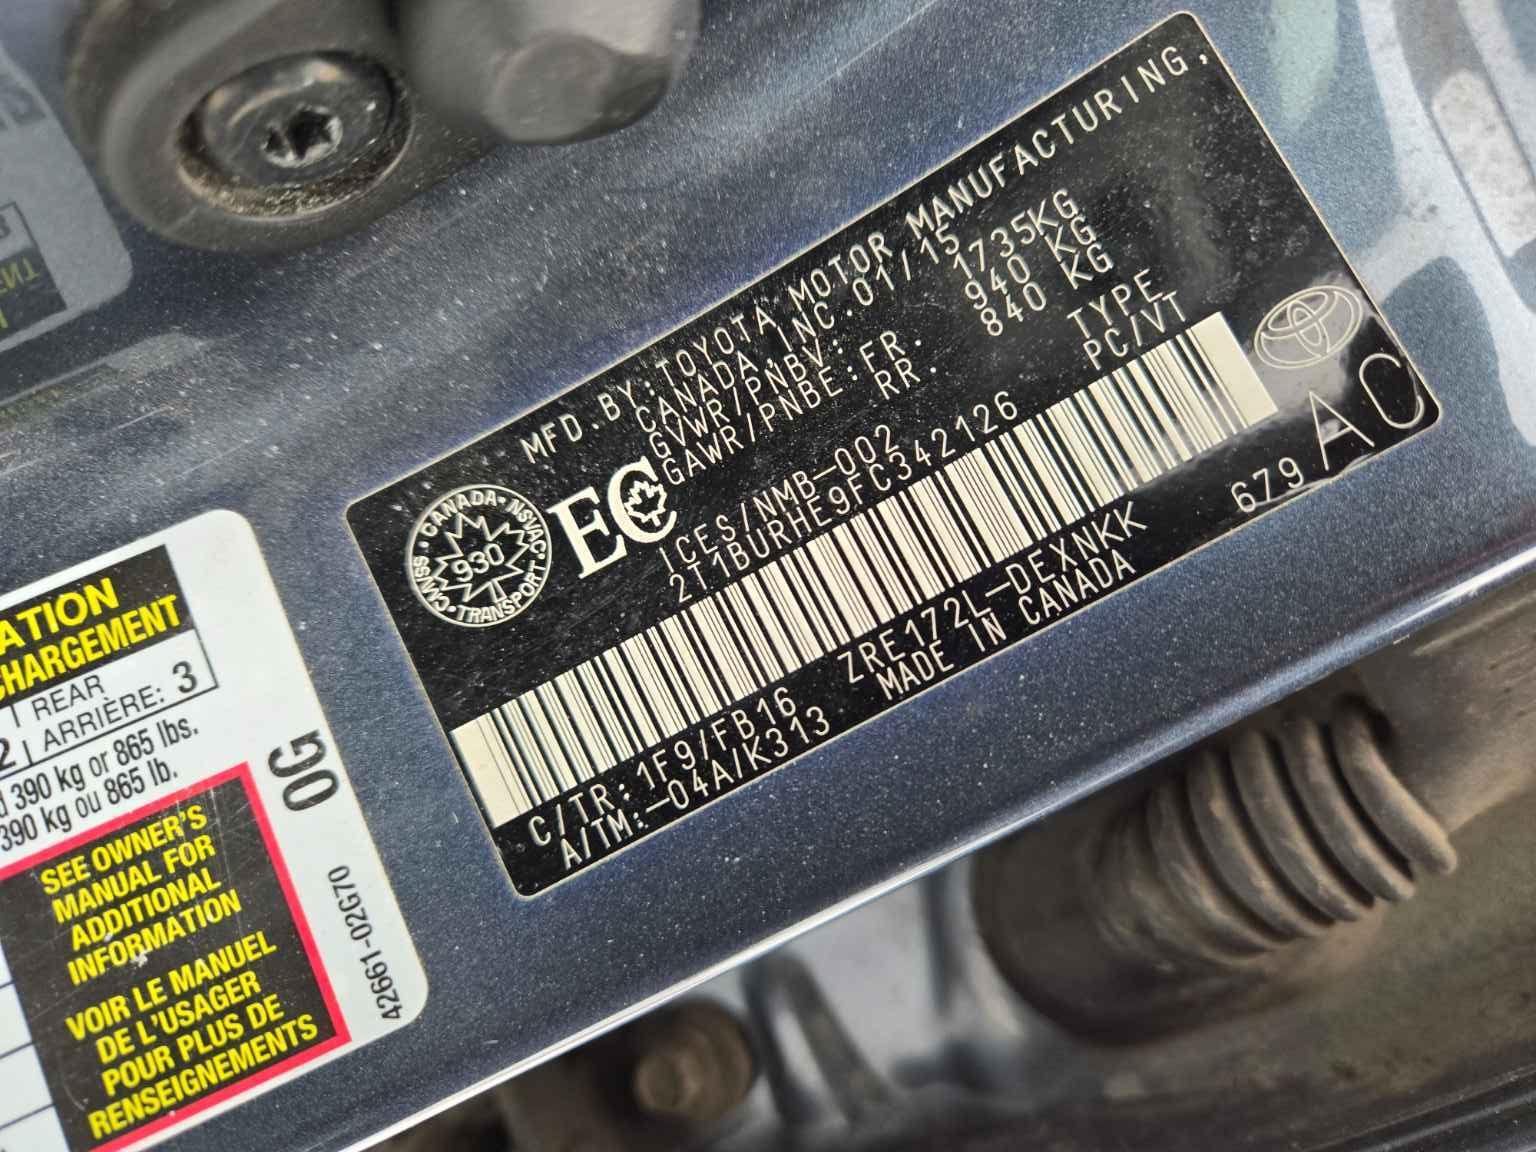 MFD. BY: TOYOTA MOTOR MANUFACTURING,
CANADA INC. 01/15
GVWR/PNBV: 1735KG
GAWR/PNBE: FR. 940 KG
RR. 840 KG
CANADA
NSVAC
TRANSPORT
CMVSS
930
EC
ICES/NMB-002
TYPE
2T1BURHE9FC342126
PC/VT
679
AC
C/TR: 1F9/FB16 ZRE172L-DEXNKK
A/TM: -04A/K313 MADE IN CANADA
ATION
CHARGEMENT
REAR
ARRIÈRE: 3
2
390 kg or 865 lbs.
390 kg ou 865 lb.
0G
SEE OWNER'S
MANUAL FOR
ADDITIONAL
INFORMATION
VOIR LE MANUEL
DE L'USAGER
POUR PLUS DE
RENSEIGNEMENTS
42661-02G70